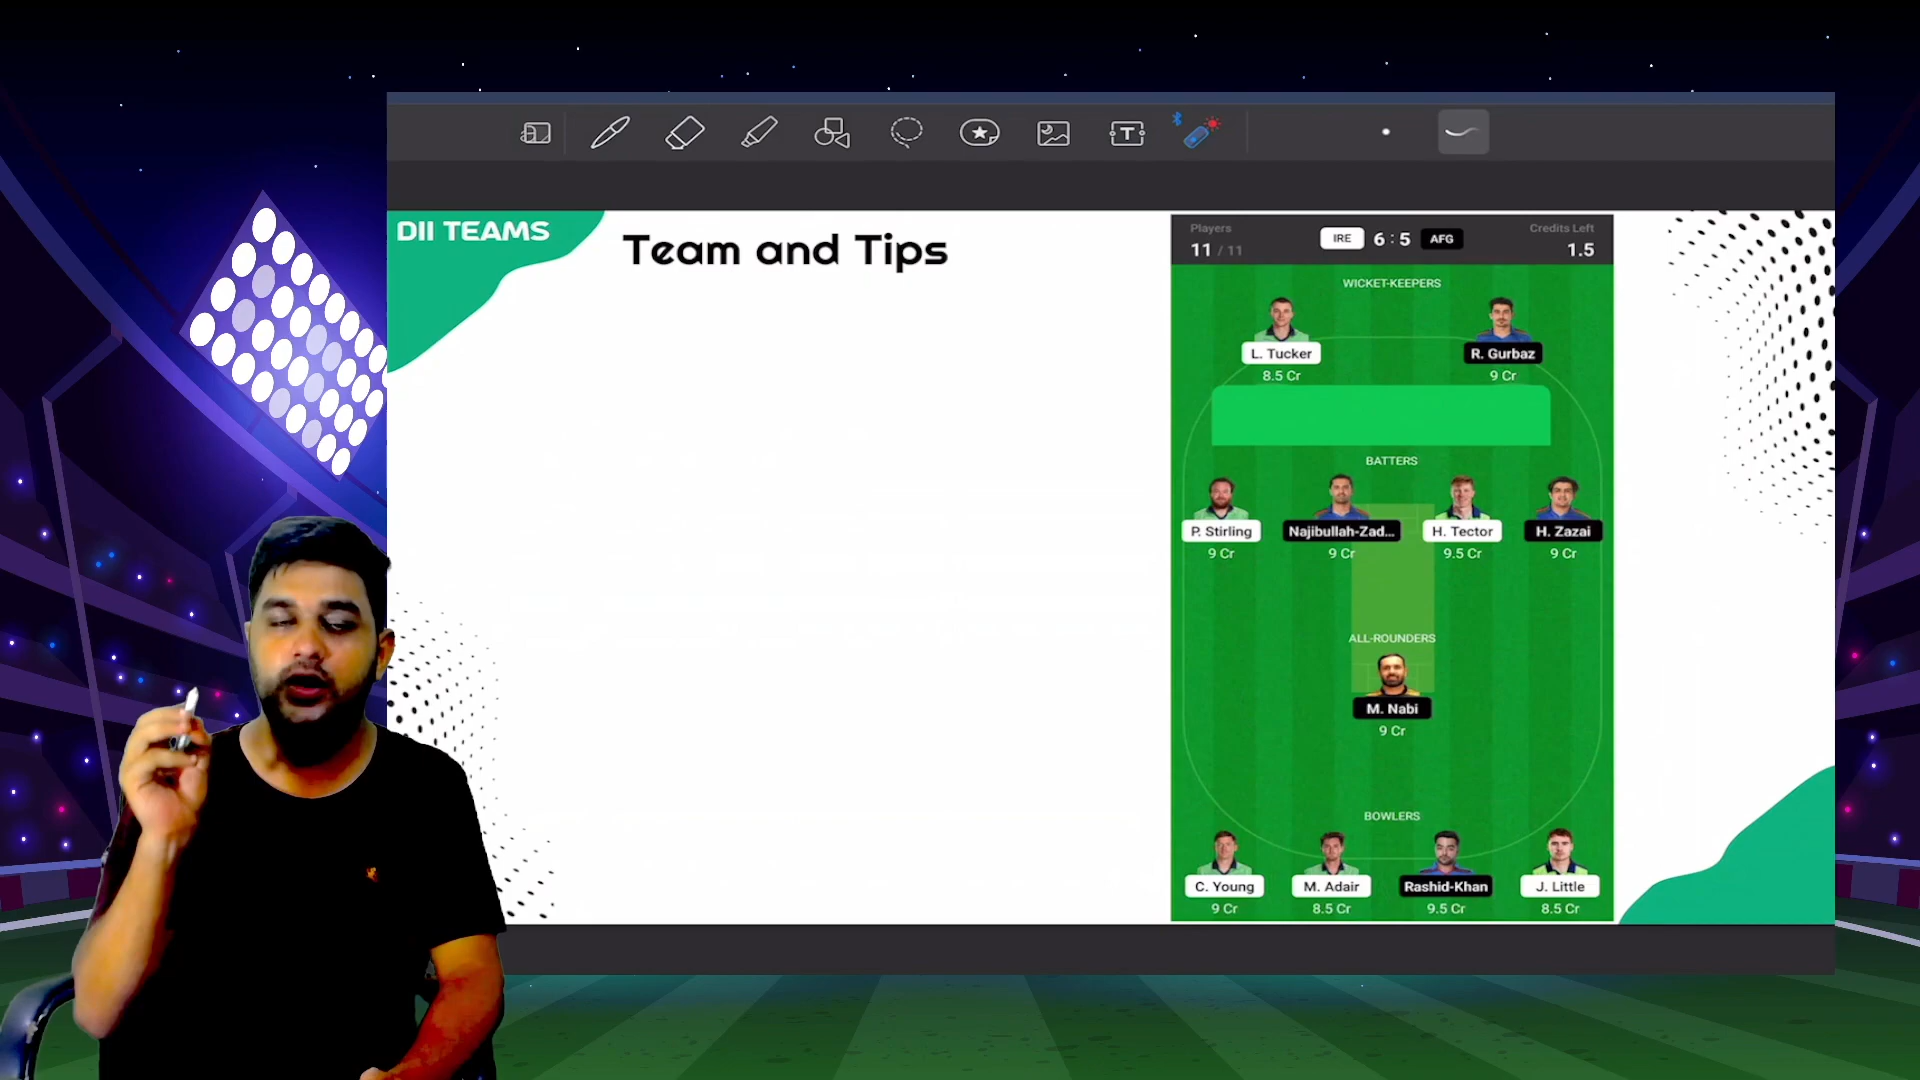 DII TEAMS
Team and Tips
Players
11 / 11
IRE 6 : 5 AFG
Credits Left
1.5
WICKET-KEEPERS
L. Tucker R. Gurbaz
8.5 Cr 9 Cr
BATTERS
P. Stirling Najibullah-Zad... H. Tector H. Zazai
9 Cr 9 Cr 9.5 Cr 9 Cr
ALL-ROUNDERS
M. Nabi
9 Cr
BOWLERS
C. Young M. Adair Rashid-Khan J. Little
9 Cr 8.5 Cr 9.5 Cr 8.5 Cr